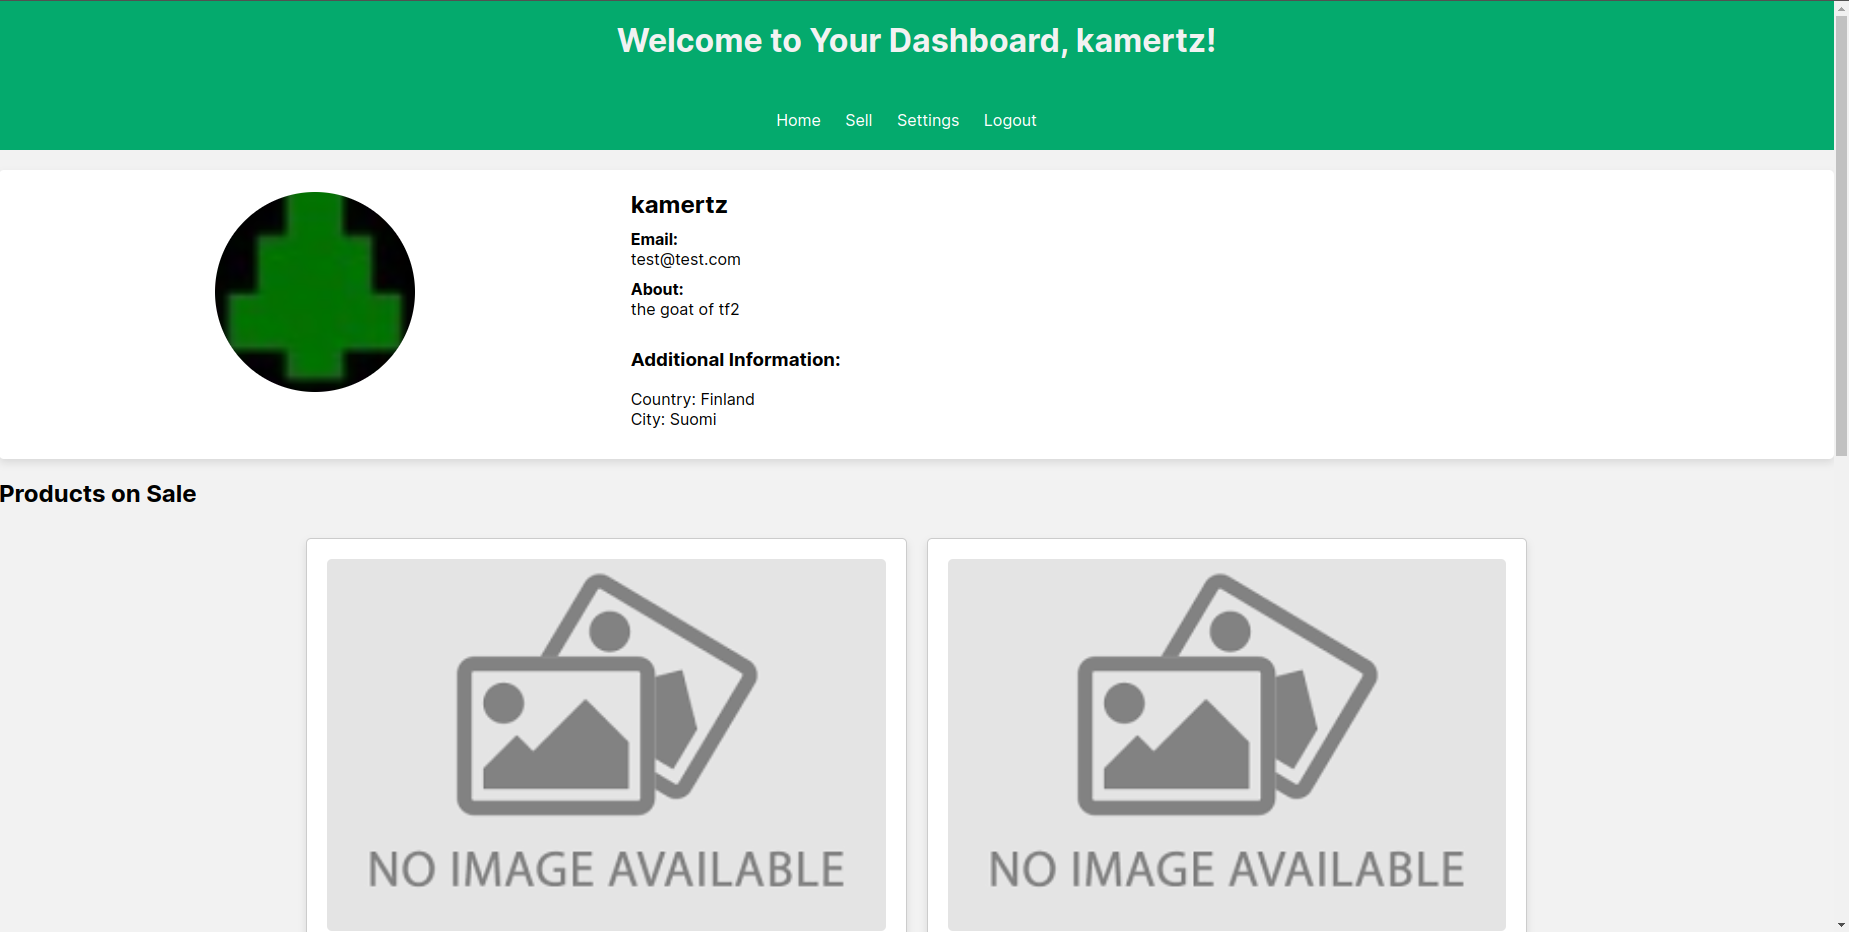 Welcome to Your Dashboard, kamertz!
Home Sell Settings Logout
kamertz
Email:
test@test.com
About:
the goat of tf2
Additional Information:
Country: Finland
City: Suomi
Products on Sale
NO IMAGE AVAILABLE
NO IMAGE AVAILABLE